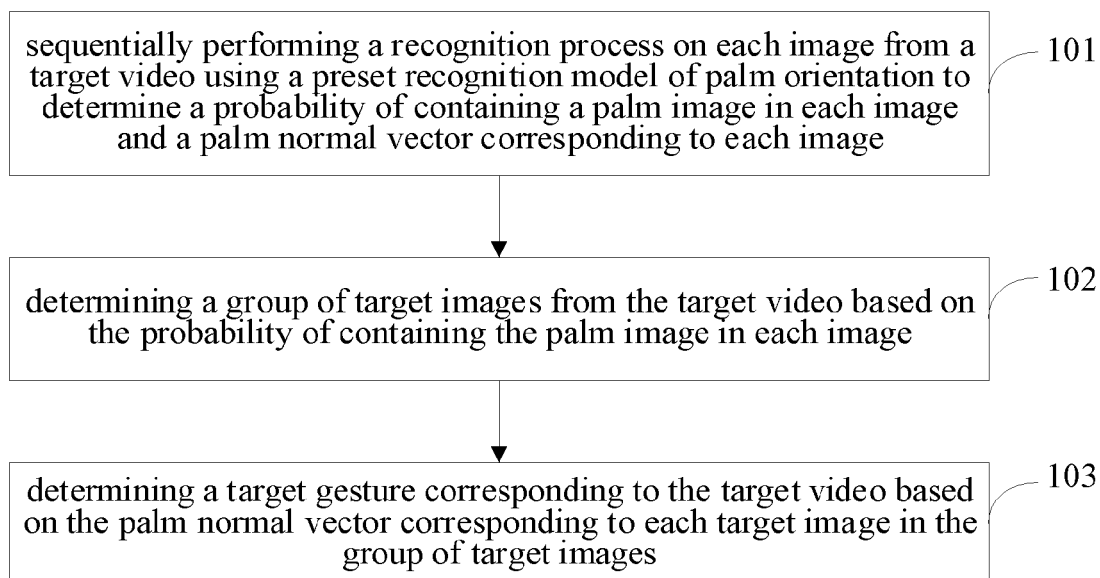 sequentially performing a recognition process on each image from a
target video using a preset recognition model of palm orientation to
determine a probability of containing a palm image in each image
and a palm normal vector corresponding to each image
101
determining a group of target images from the target video based on
the probability of containing the palm image in each image
102
determining a target gesture corresponding to the target video based
on the palm normal vector corresponding to each target image in the
group of target images
103